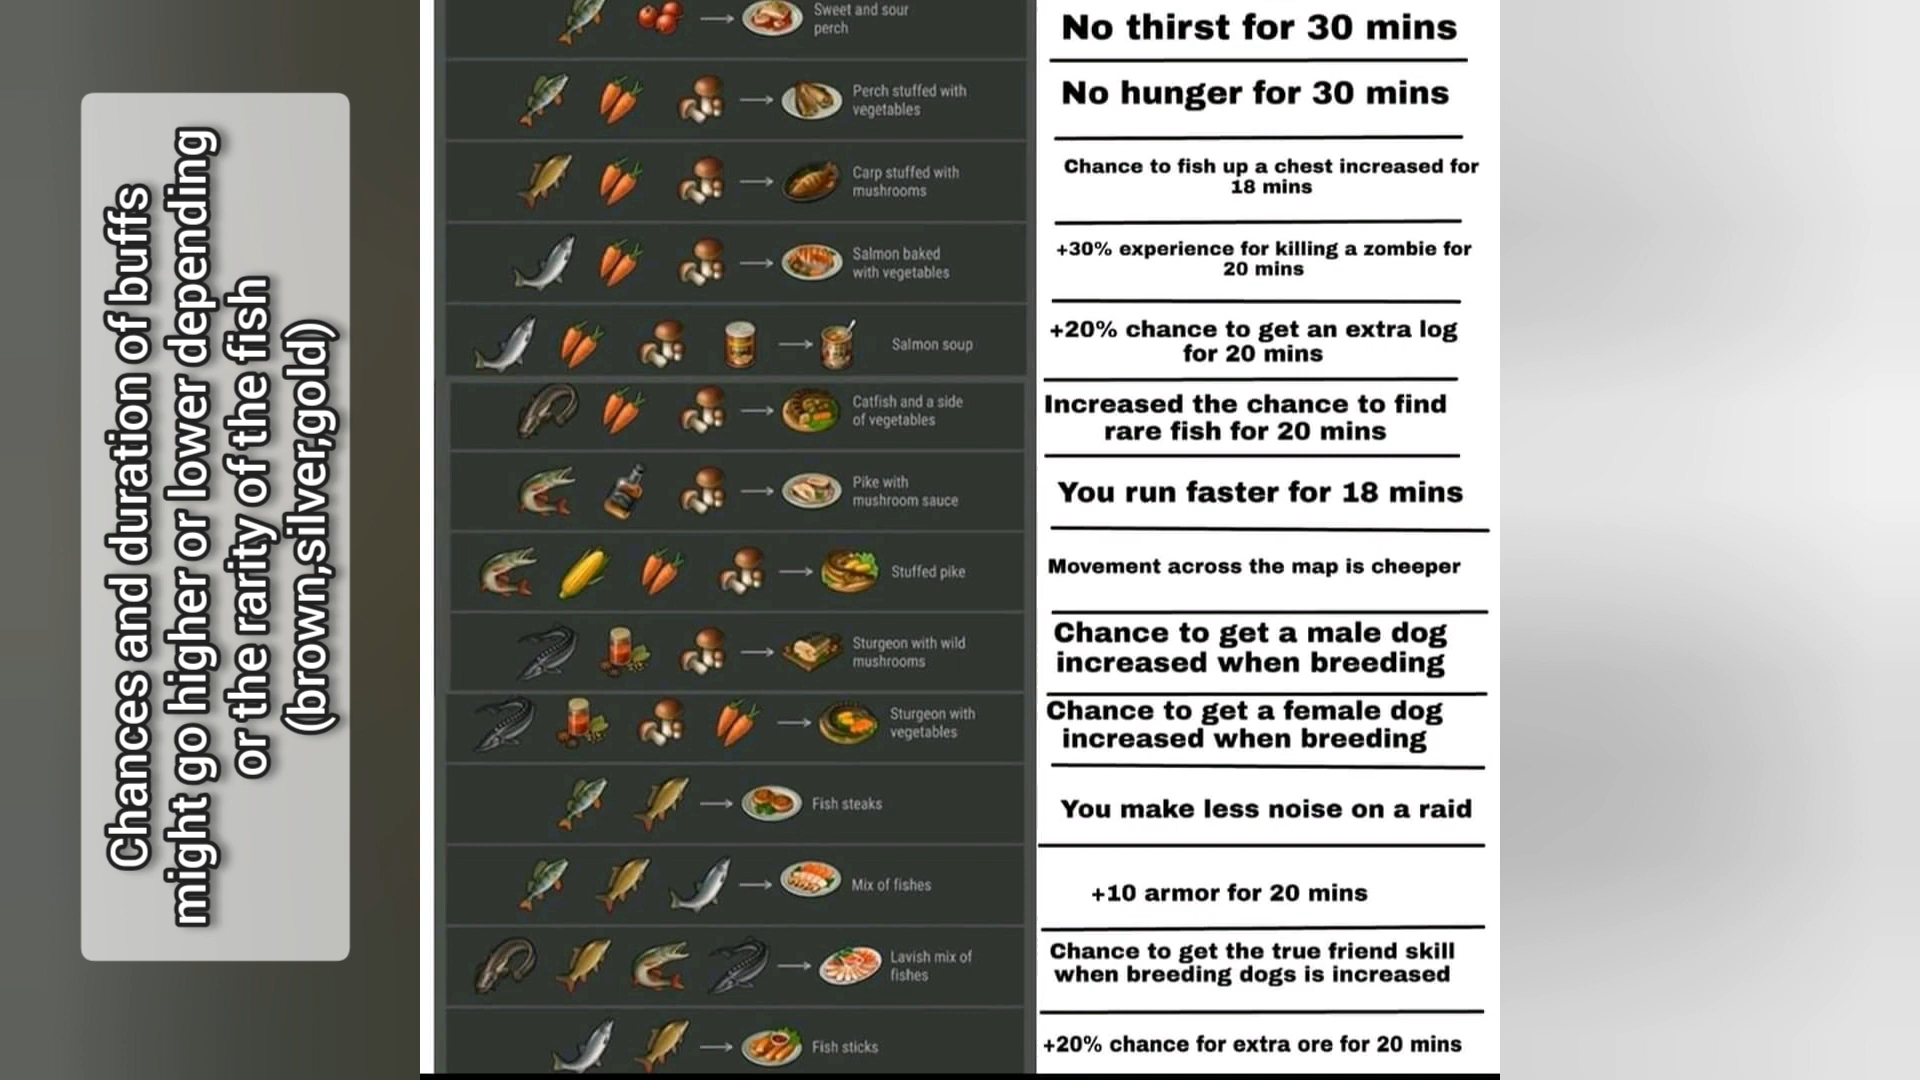 Chances and duration of buffs
might go higher or lower depending
or the rarity of the fish
(brown,silver,gold)
Sweet and sour
perch
No thirst for 30 mins
Perch stuffed with
vegetables
No hunger for 30 mins
Carp stuffed with
mushrooms
Chance to fish up a chest increased for
18 mins
Salmon baked
with vegetables
+30% experience for killing a zombie for
20 mins
Salmon soup
+20% chance to get an extra log
for 20 mins
Catfish and a side
of vegetables
Increased the chance to find
rare fish for 20 mins
Pike with
mushroom sauce
You run faster for 18 mins
Stuffed pike
Movement across the map is cheeper
Sturgeon with wild
mushrooms
Chance to get a male dog
increased when breeding
Sturgeon with
vegetables
Chance to get a female dog
increased when breeding
Fish steaks
You make less noise on a raid
Mix of fishes
+10 armor for 20 mins
Lavish mix of
fishes
Chance to get the true friend skill
when breeding dogs is increased
Fish sticks
+20% chance for extra ore for 20 mins